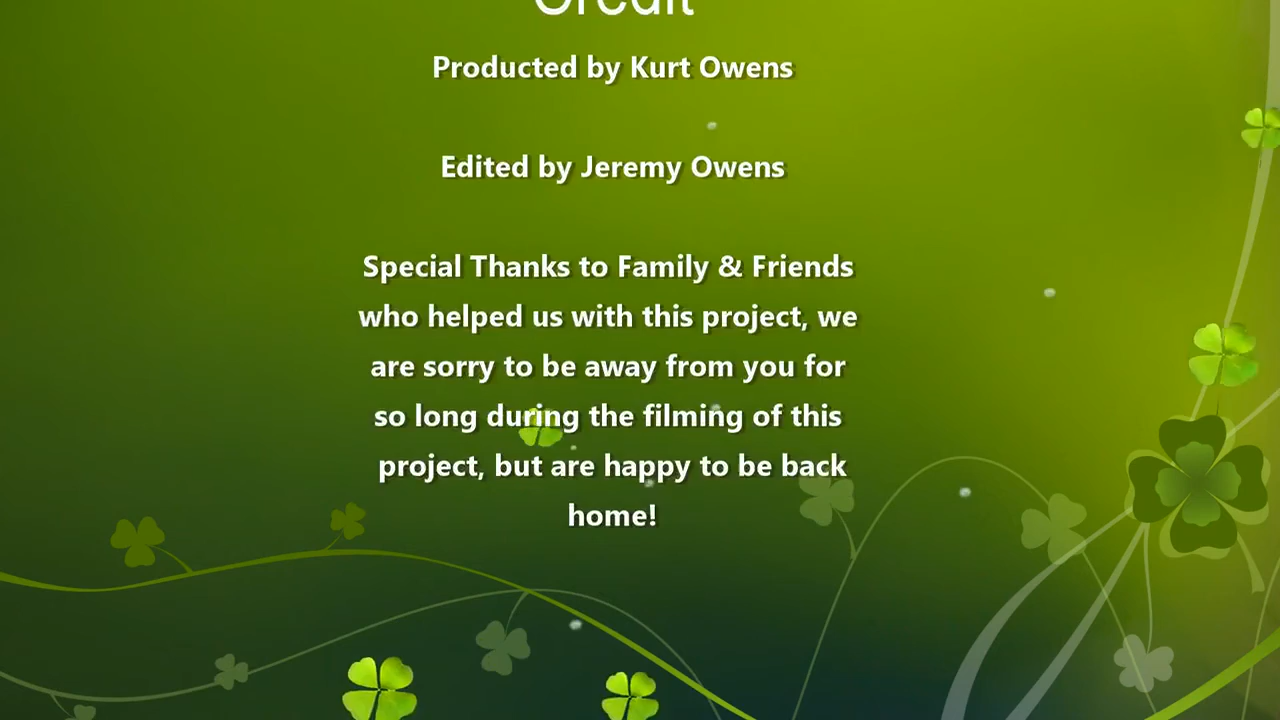 Credit
Producted by Kurt Owens
Edited by Jeremy Owens
Special Thanks to Family & Friends
who helped us with this project, we
are sorry to be away from you for
so long during the filming of this
project, but are happy to be back
home!